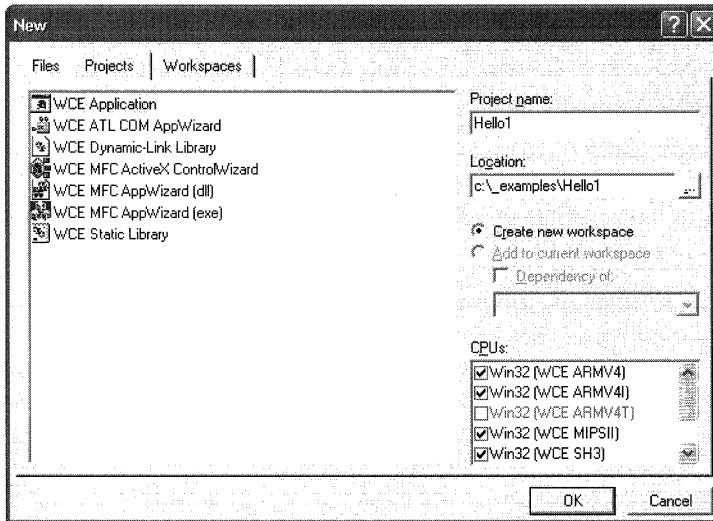 New
Files
Projects
Workspaces
WCE Application
WCE ATL COM AppWizard
WCE Dynamic-Link Library
WCE MFC ActiveX ControlWizard
WCE MFC AppWizard (dll)
WCE MFC AppWizard (exe)
WCE Static Library
Project name:
Hello1
Location:
c:\_examples\Hello1
...
Create new workspace
Add to current workspace
Dependency of:
CPUs:
Win32 (WCE ARMV4)
Win32 (WCE ARMV4I)
Win32 (WCE ARMV4T)
Win32 (WCE MIPSII)
Win32 (WCE SH3)
OK
Cancel